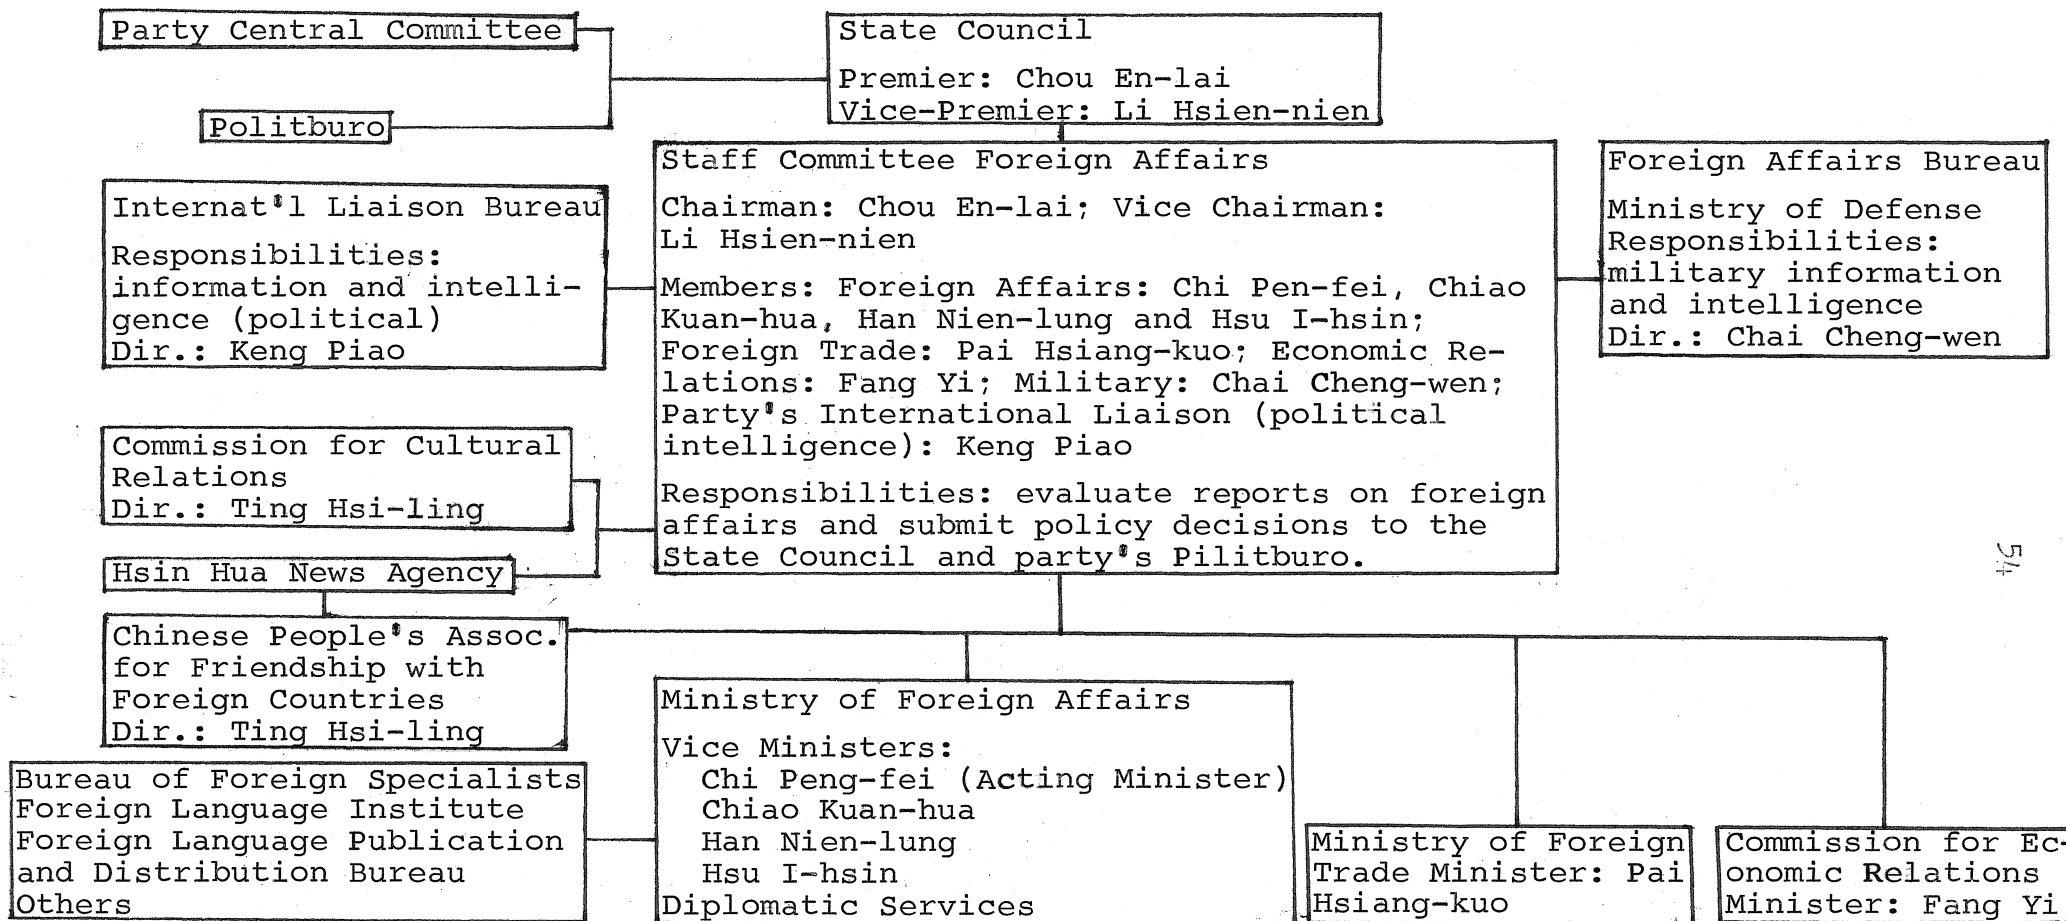 Party Central Committee
Politburo
State Council
Premier: Chou En-lai
Vice-Premier: Li Hsien-nien
Internat'l Liaison Bureau
Responsibilities:
information and intelli-
gence (political)
Dir.: Keng Piao
Staff Committee Foreign Affairs
Chairman: Chou En-lai; Vice Chairman:
Li Hsien-nien
Members: Foreign Affairs: Chi Pen-fei, Chiao
Kuan-hua, Han Nien-lung and Hsu I-hsin;
Foreign Trade: Pai Hsiang-kuo; Economic Re-
lations: Fang Yi; Military: Chai Cheng-wen;
Party's International Liaison (political
intelligence): Keng Piao
Responsibilities: evaluate reports on foreign
affairs and submit policy decisions to the
State Council and party's Pilitburo.
Foreign Affairs Bureau
Ministry of Defense
Responsibilities:
military information
and intelligence
Dir.: Chai Cheng-wen
Commission for Cultural
Relations
Dir.: Ting Hsi-ling
Hsin Hua News Agency
54
Chinese People's Assoc.
for Friendship with
Foreign Countries
Dir.: Ting Hsi-ling
Bureau of Foreign Specialists
Foreign Language Institute
Foreign Language Publication
and Distribution Bureau
Others
Ministry of Foreign Affairs
Vice Ministers:
Chi Peng-fei (Acting Minister)
Chiao Kuan-hua
Han Nien-lung
Hsu I-hsin
Diplomatic Services
Ministry of Foreign
Trade Minister: Pai
Hsiang-kuo
Commission for Ec-
onomic Relations
Minister: Fang Yi